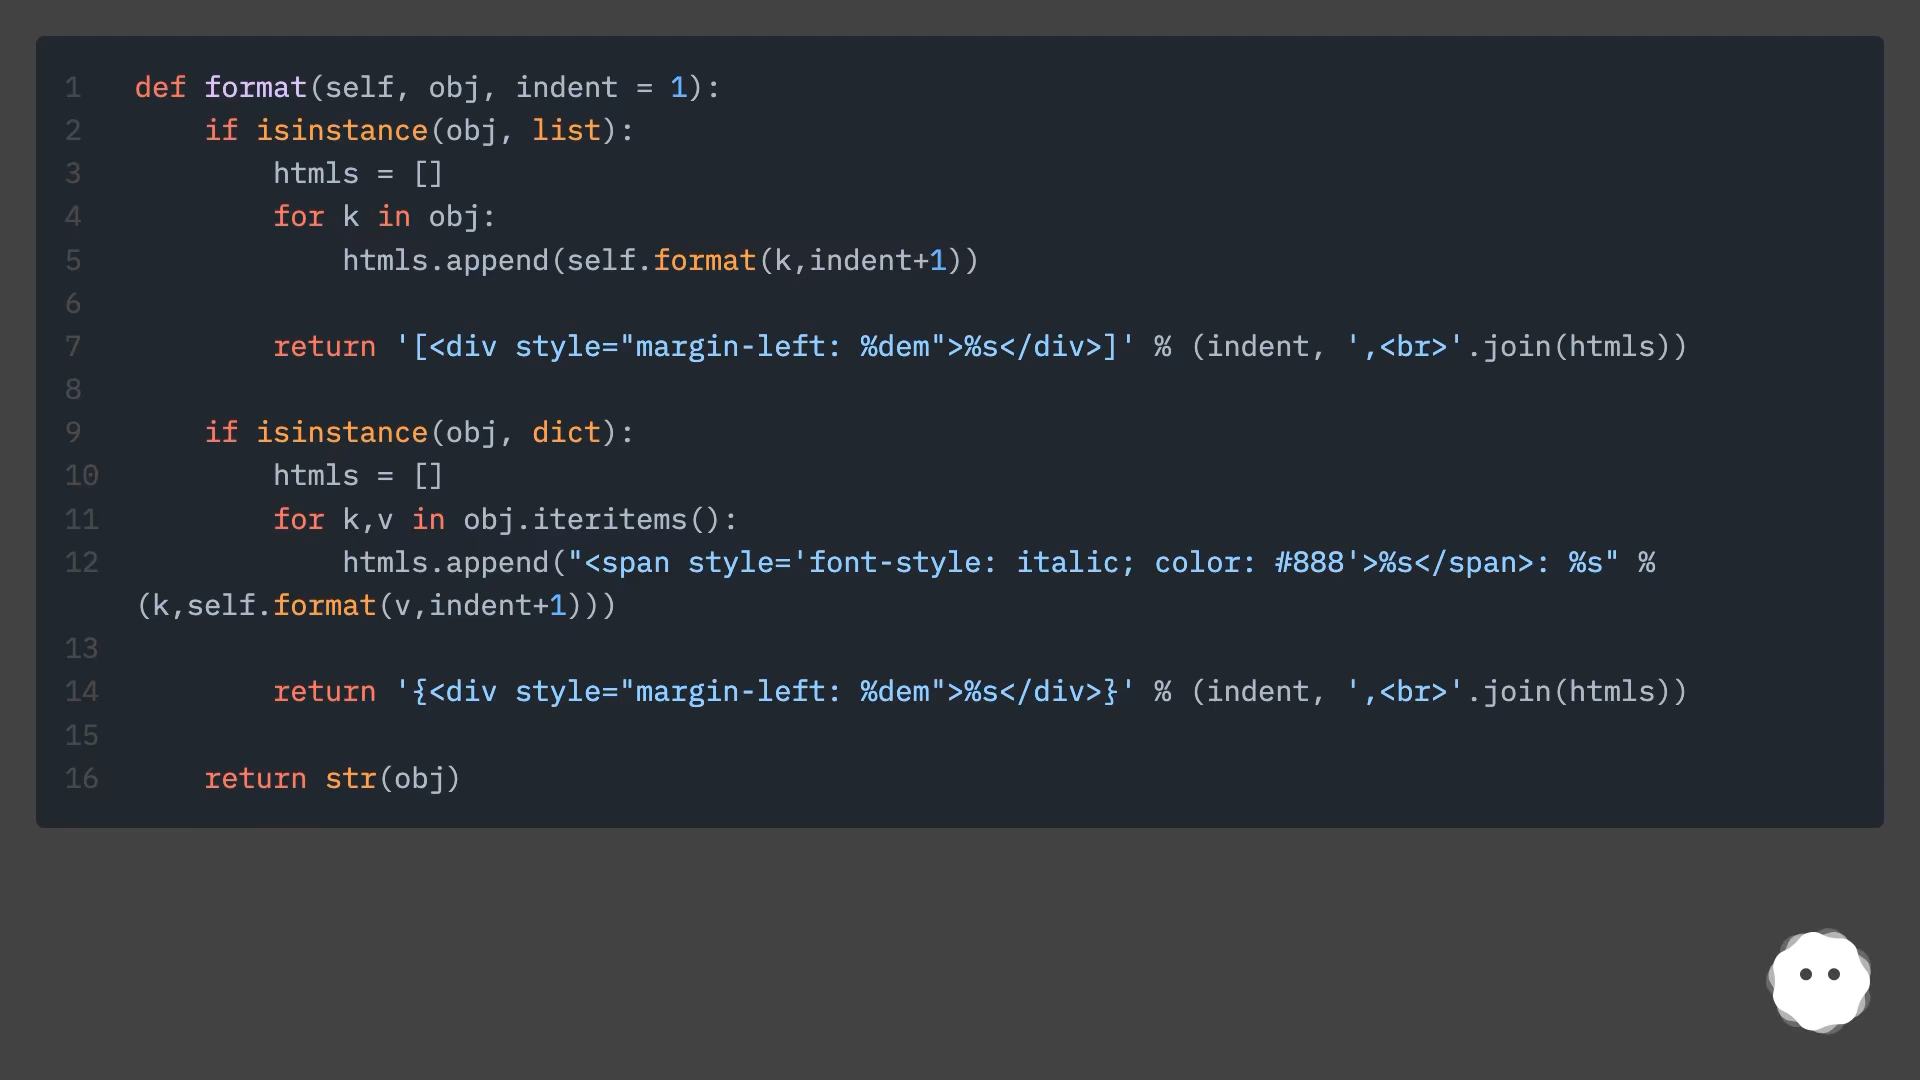 1 def format(self, obj, indent = 1):
2     if isinstance(obj, list):
3         htmls = []
4         for k in obj:
5             htmls.append(self.format(k,indent+1))
6
7         return '[<div style="margin-left: %dem">%s</div>]' % (indent, ',<br>'.join(htmls))
8
9     if isinstance(obj, dict):
10         htmls = []
11         for k,v in obj.iteritems():
12             htmls.append("<span style='font-style: italic; color: #888'>%s</span>: %s" %
(k,self.format(v,indent+1)))
13
14         return '{<div style="margin-left: %dem">%s</div>}' % (indent, ',<br>'.join(htmls))
15
16     return str(obj)